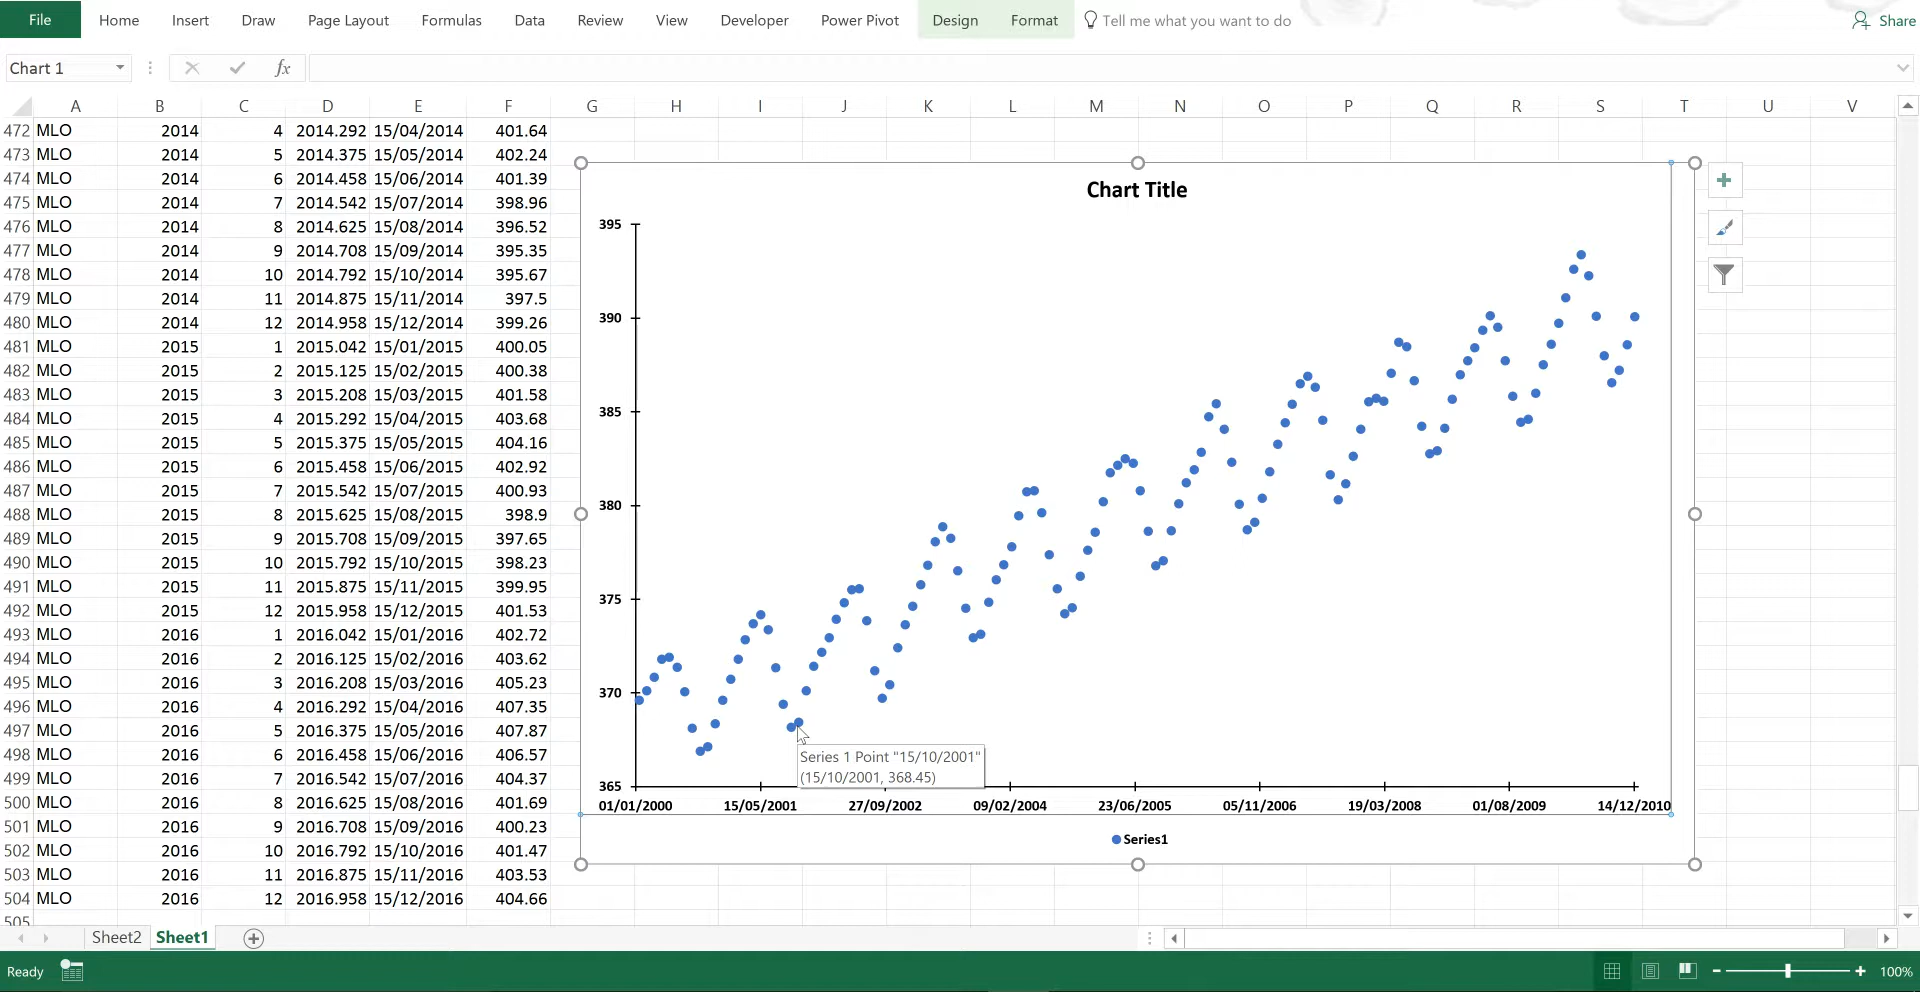 File Home Insert Draw Page Layout Formulas Data Review View Developer Power Pivot Design Format Tell me what you want to do Share
Chart 1 fx
A B C D E F G H I J K L M N O P Q R S T U V
472 MLO 2014 4 2014.292 15/04/2014 401.64
473 MLO 2014 5 2014.375 15/05/2014 402.24
474 MLO 2014 6 2014.458 15/06/2014 401.39
475 MLO 2014 7 2014.542 15/07/2014 398.96
476 MLO 2014 8 2014.625 15/08/2014 396.52
477 MLO 2014 9 2014.708 15/09/2014 395.35
478 MLO 2014 10 2014.792 15/10/2014 395.67
479 MLO 2014 11 2014.875 15/11/2014 397.5
480 MLO 2014 12 2014.958 15/12/2014 399.26
481 MLO 2015 1 2015.042 15/01/2015 400.05
482 MLO 2015 2 2015.125 15/02/2015 400.38
483 MLO 2015 3 2015.208 15/03/2015 401.58
484 MLO 2015 4 2015.292 15/04/2015 403.68
485 MLO 2015 5 2015.375 15/05/2015 404.16
486 MLO 2015 6 2015.458 15/06/2015 402.92
487 MLO 2015 7 2015.542 15/07/2015 400.93
488 MLO 2015 8 2015.625 15/08/2015 398.9
489 MLO 2015 9 2015.708 15/09/2015 397.65
490 MLO 2015 10 2015.792 15/10/2015 398.23
491 MLO 2015 11 2015.875 15/11/2015 399.95
492 MLO 2015 12 2015.958 15/12/2015 401.53
493 MLO 2016 1 2016.042 15/01/2016 402.72
494 MLO 2016 2 2016.125 15/02/2016 403.62
495 MLO 2016 3 2016.208 15/03/2016 405.23
496 MLO 2016 4 2016.292 15/04/2016 407.35
497 MLO 2016 5 2016.375 15/05/2016 407.87
498 MLO 2016 6 2016.458 15/06/2016 406.57
499 MLO 2016 7 2016.542 15/07/2016 404.37
500 MLO 2016 8 2016.625 15/08/2016 401.69
501 MLO 2016 9 2016.708 15/09/2016 400.23
502 MLO 2016 10 2016.792 15/10/2016 401.47
503 MLO 2016 11 2016.875 15/11/2016 403.53
504 MLO 2016 12 2016.958 15/12/2016 404.66
505
Chart Title
395
390
385
380
375
370
365
Series 1 Point "15/10/2001"
(15/10/2001, 368.45)
01/01/2000 15/05/2001 27/09/2002 09/02/2004 23/06/2005 05/11/2006 19/03/2008 01/08/2009 14/12/2010
Series1
Sheet2 Sheet1
Ready 100%